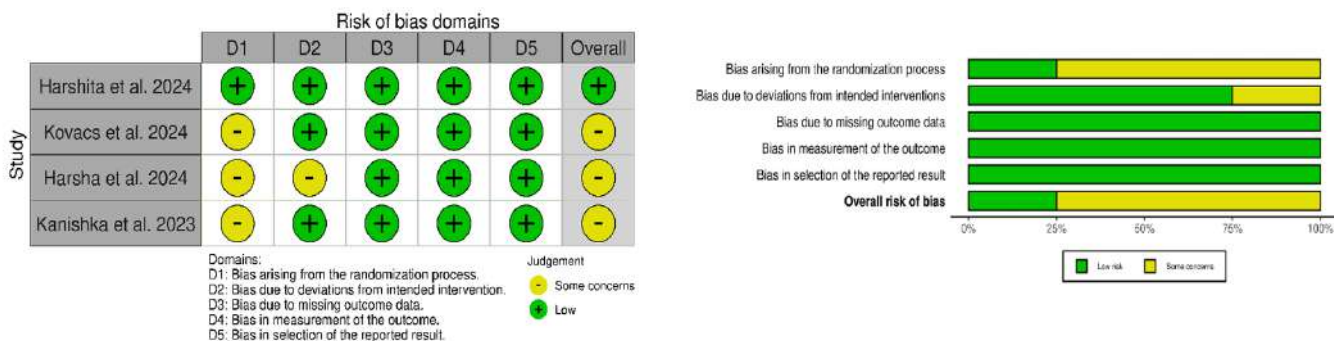 Risk of bias domains
D1 D2 D3 D4 D5 Overall
Study
Harshita et al. 2024 + + + + + +
Kovacs et al. 2024 - + + + + -
Harsha et al. 2024 - - + + + -
Kanishka et al. 2023 - + + + + -
Domains:
D1: Bias arising from the randomization process.
D2: Bias due to deviations from intended intervention.
D3: Bias due to missing outcome data.
D4: Bias in measurement of the outcome.
D5: Bias in selection of the reported result.
Judgement
- Some concerns
+ Low
Bias arising from the randomization process
Bias due to deviations from intended interventions
Bias due to missing outcome data
Bias in measurement of the outcome
Bias in selection of the reported result
Overall risk of bias
0% 25% 50% 75% 100%
Low risk Some concerns